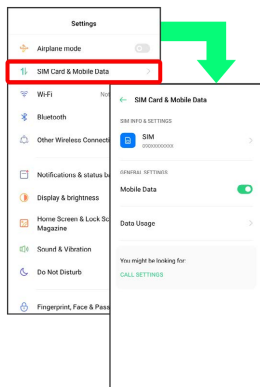 Settings
Airplane mode
SIM Card & Mobile Data
Wi-Fi
Not
Bluetooth
Other Wireless Connecti
Notifications & status ba
Display & brightness
Home Screen & Lock Sc
Magazine
Sound & Vibration
Do Not Disturb
Fingerprint, Face & Pass
SIM Card & Mobile Data
SIM INFO & SETTINGS
SIM
GENERAL SETTINGS
Mobile Data
Data Usage
You might be looking for:
CALL SETTINGS